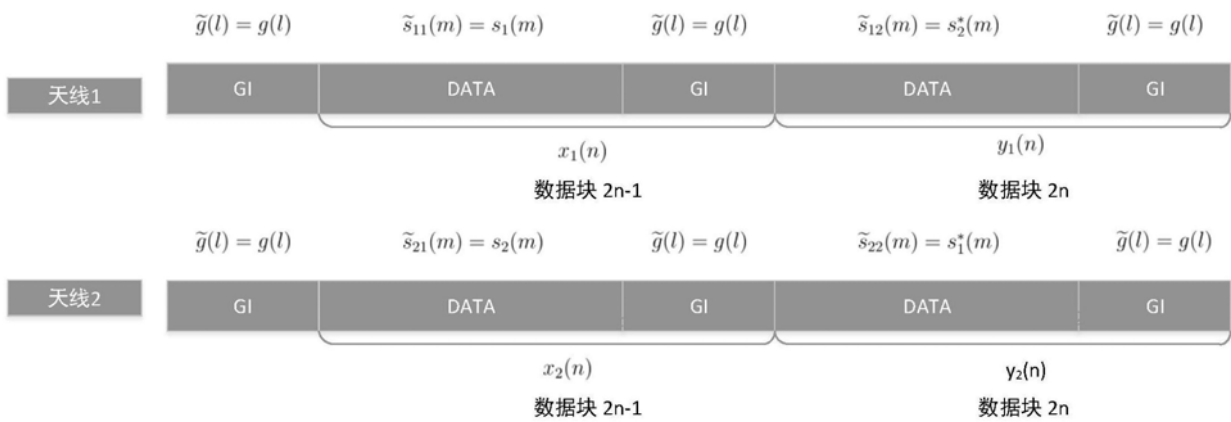 g̃(l) = g(l) s̃₁₁(m) = s₁(m) g̃(l) = g(l) s̃₁₂(m) = s₂*(m) g̃(l) = g(l)
天线1 GI DATA GI DATA GI
x₁(n) y₁(n)
数据块 2n-1 数据块 2n
g̃(l) = g(l) s̃₂₁(m) = s₂(m) g̃(l) = g(l) s̃₂₂(m) = s₁*(m) g̃(l) = g(l)
天线2 GI DATA GI DATA GI
x₂(n) y₂(n)
数据块 2n-1 数据块 2n